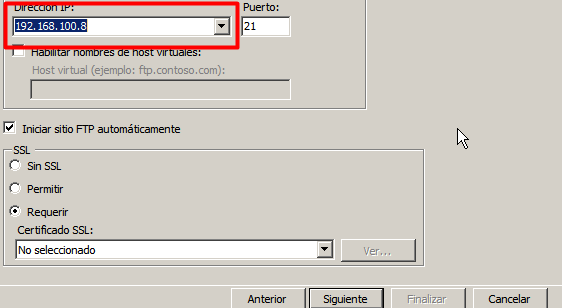 Dirección IP: Puerto:
192.168.100.8 21
Habilitar nombres de host virtuales:
Host virtual (ejemplo: ftp.contoso.com):
Iniciar sitio FTP automáticamente
SSL
Sin SSL
Permitir
Requerir
Certificado SSL:
No seleccionado Ver...
Anterior Siguiente Finalizar Cancelar